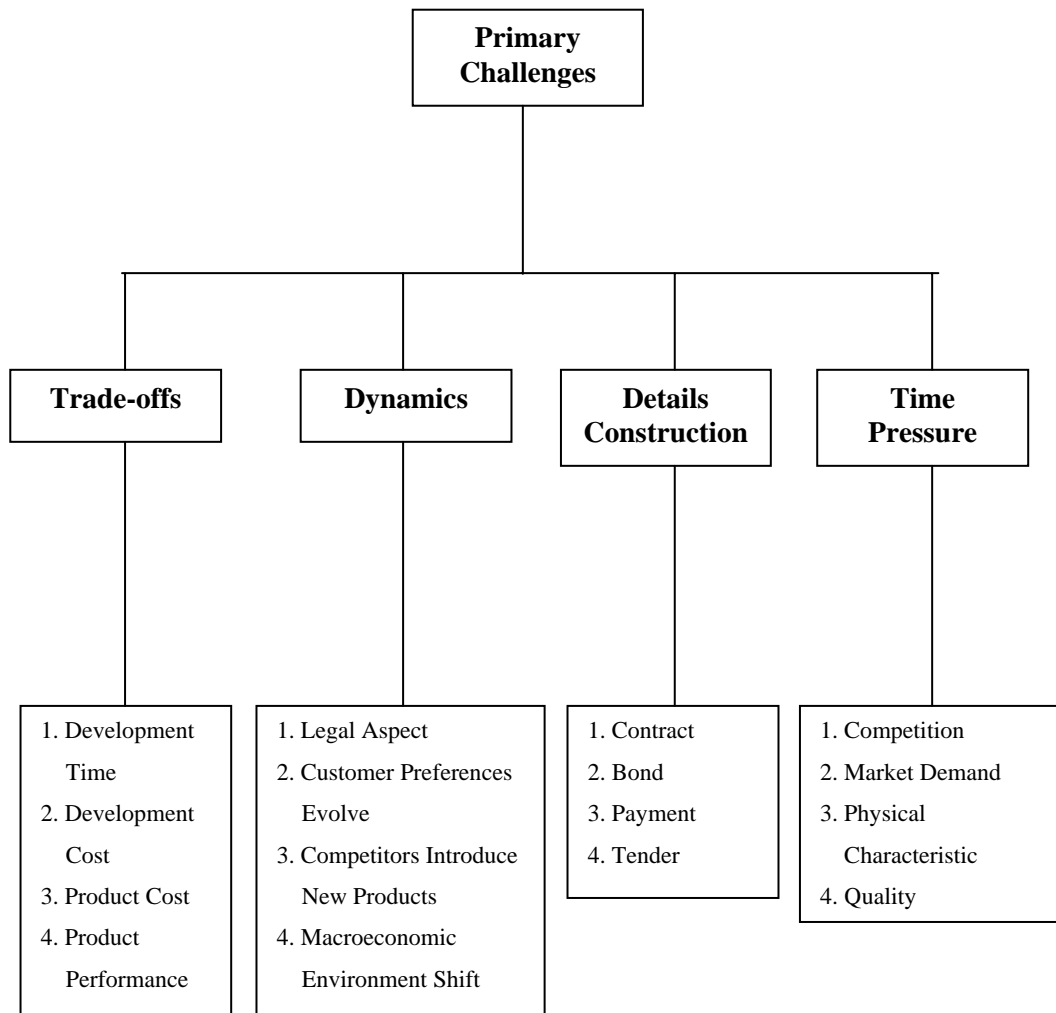 Primary
Challenges
Trade-offs
Dynamics
Details
Construction
Time
Pressure
1. Development
Time
2. Development
Cost
3. Product Cost
4. Product
Performance
1. Legal Aspect
2. Customer Preferences
Evolve
3. Competitors Introduce
New Products
4. Macroeconomic
Environment Shift
1. Contract
2. Bond
3. Payment
4. Tender
1. Competition
2. Market Demand
3. Physical
Characteristic
4. Quality